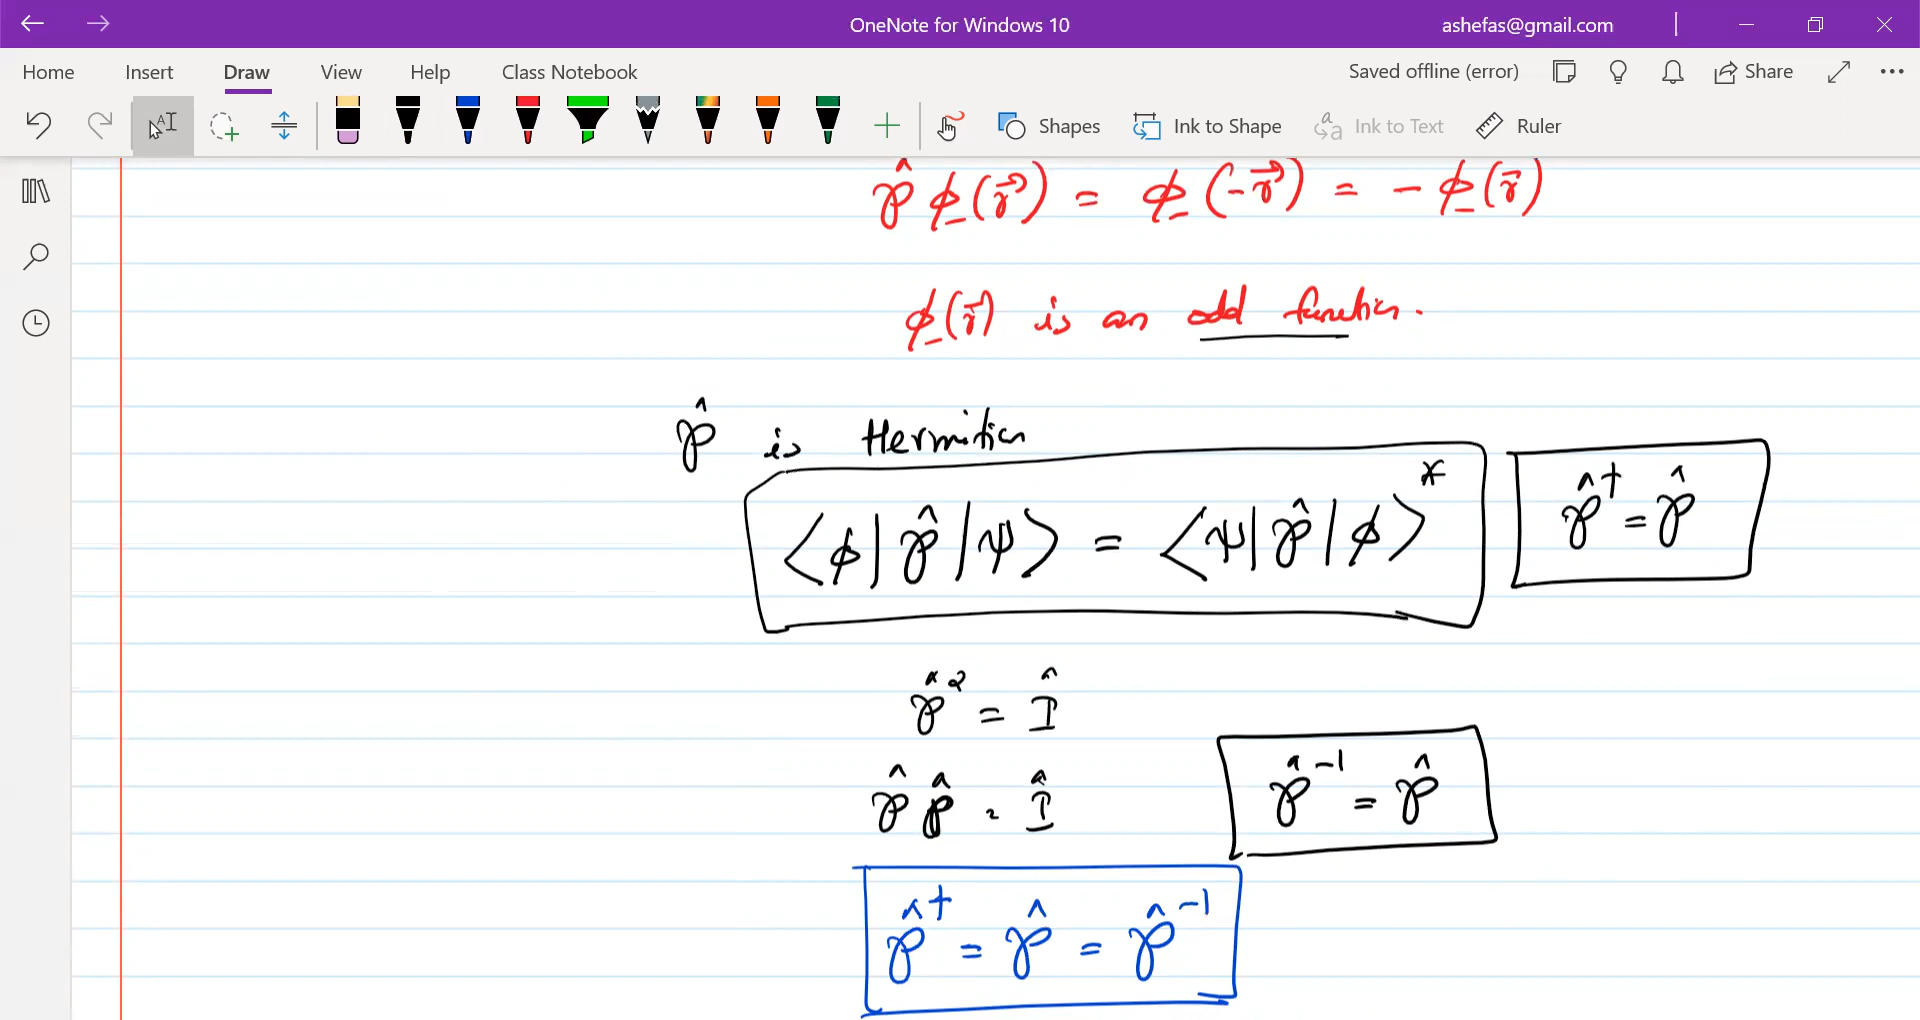 OneNote for Windows 10
ashefas@gmail.com
Home Insert Draw View Help Class Notebook
Saved offline (error)
Share
Shapes
Ink to Shape
Ink to Text
Ruler
P̂ ϕ₋(r⃗) = ϕ₋(-r⃗) = -ϕ₋(r⃗)
ϕ₋(r⃗) is an odd function.
P̂ is Hermitian
⟨ϕ|P̂|ψ⟩ = ⟨ψ|P̂|ϕ⟩*
P̂† = P̂
P̂² = Î
P̂ P̂ = Î
P̂⁻¹ = P̂
P̂† = P̂ = P̂⁻¹